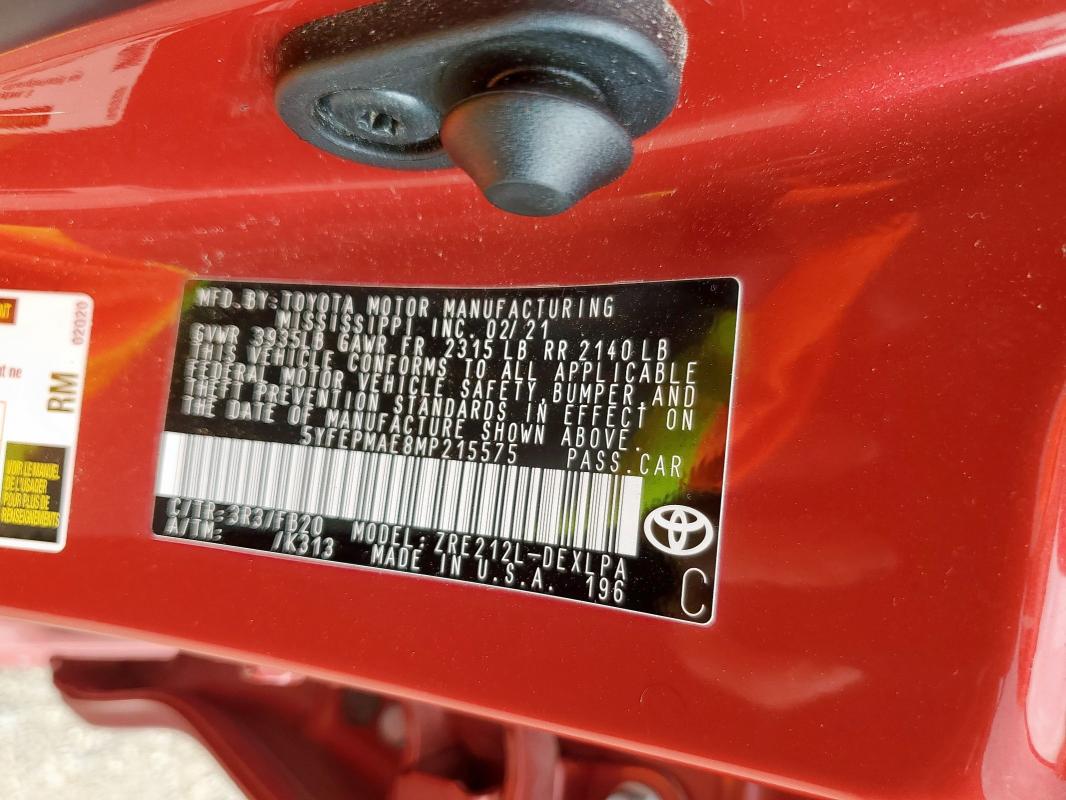 MFD. BY: TOYOTA MOTOR MANUFACTURING
MISSISSIPPI INC. 02/21
GVWR 3935LB GAWR FR 2315 LB RR 2140 LB
THIS VEHICLE CONFORMS TO ALL APPLICABLE
FEDERAL MOTOR VEHICLE SAFETY, BUMPER, AND
THEFT PREVENTION STANDARDS IN EFFECT ON
THE DATE OF MANUFACTURE SHOWN ABOVE.
5YFEPMAE8MP215575 PASS.CAR
C/TR: 3R3/FB20 MODEL: ZRE212L-DEXLPA
A/TM: /K313 MADE IN U.S.A. 196
C
02020
RM
VOIR LE MANUEL
DE L'USAGER
POUR PLUS DE
RENSEIGNEMENTS